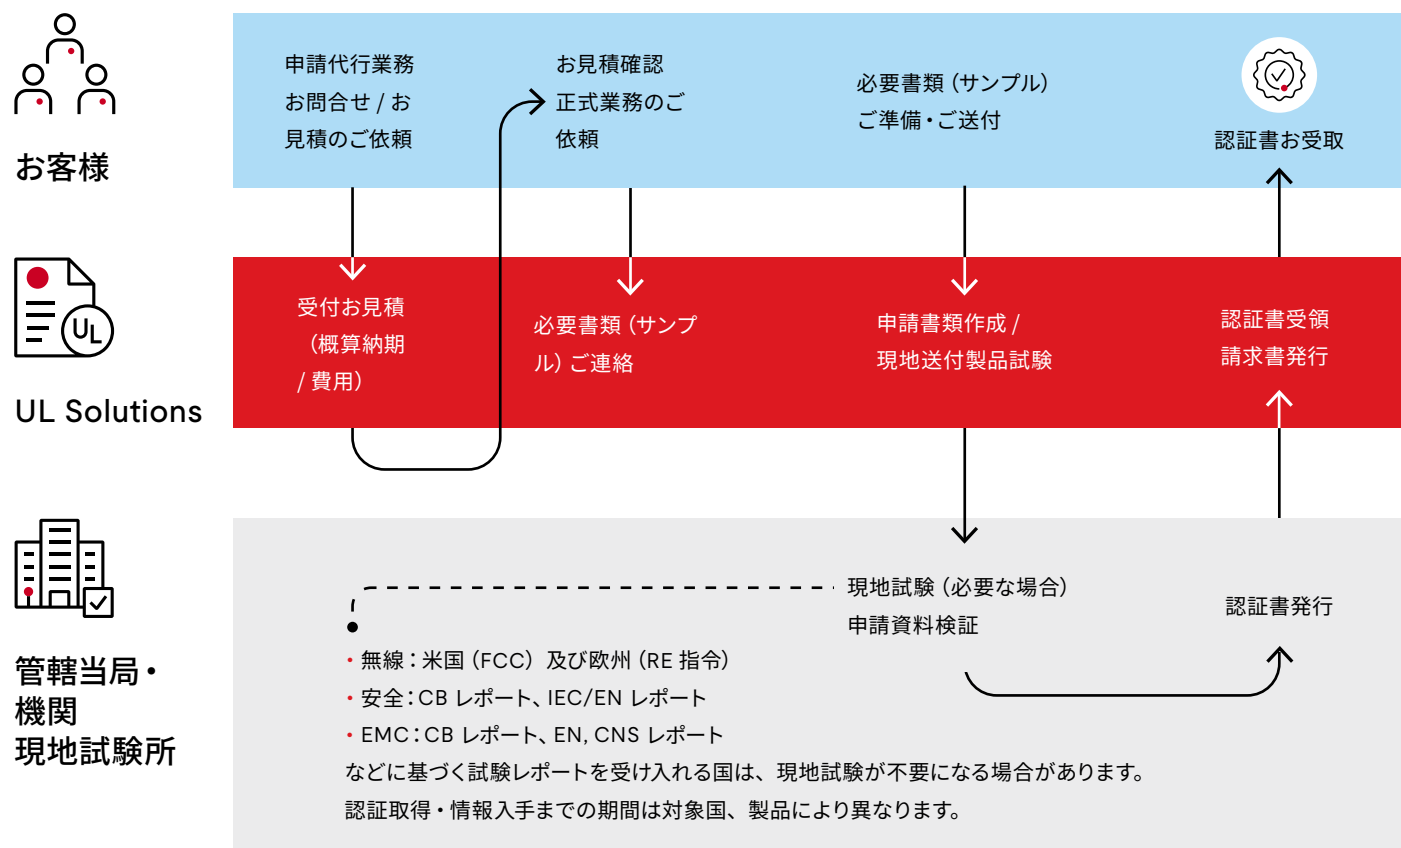 お客様
申請代行業務
お問合せ / お
見積のご依頼
お見積確認
正式業務のご
依頼
必要書類（サンプル）
ご準備・ご送付
認証書お受取
UL
UL Solutions
受付お見積
（概算納期
/ 費用）
必要書類（サンプ
ル）ご連絡
申請書類作成 /
現地送付製品試験
認証書受領
請求書発行
管轄当局・
機関
現地試験所
現地試験（必要な場合）
申請資料検証
認証書発行
・無線：米国（FCC）及び欧州（RE 指令）
・安全：CB レポート、IEC/EN レポート
・EMC：CB レポート、EN, CNS レポート
などに基づく試験レポートを受け入れる国は、現地試験が不要になる場合があります。
認証取得・情報入手までの期間は対象国、製品により異なります。